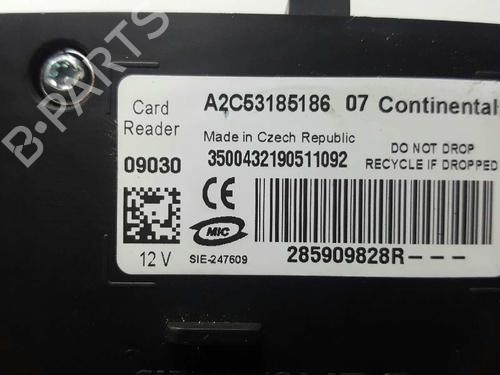 B-PARTS
Card Reader
A2C53185186 07 Continental
Made in Czech Republic
09030
3500432190511092
DO NOT DROP
RECYCLE IF DROPPED
CE
MIC
12 V
SIE-247609
285909828R---